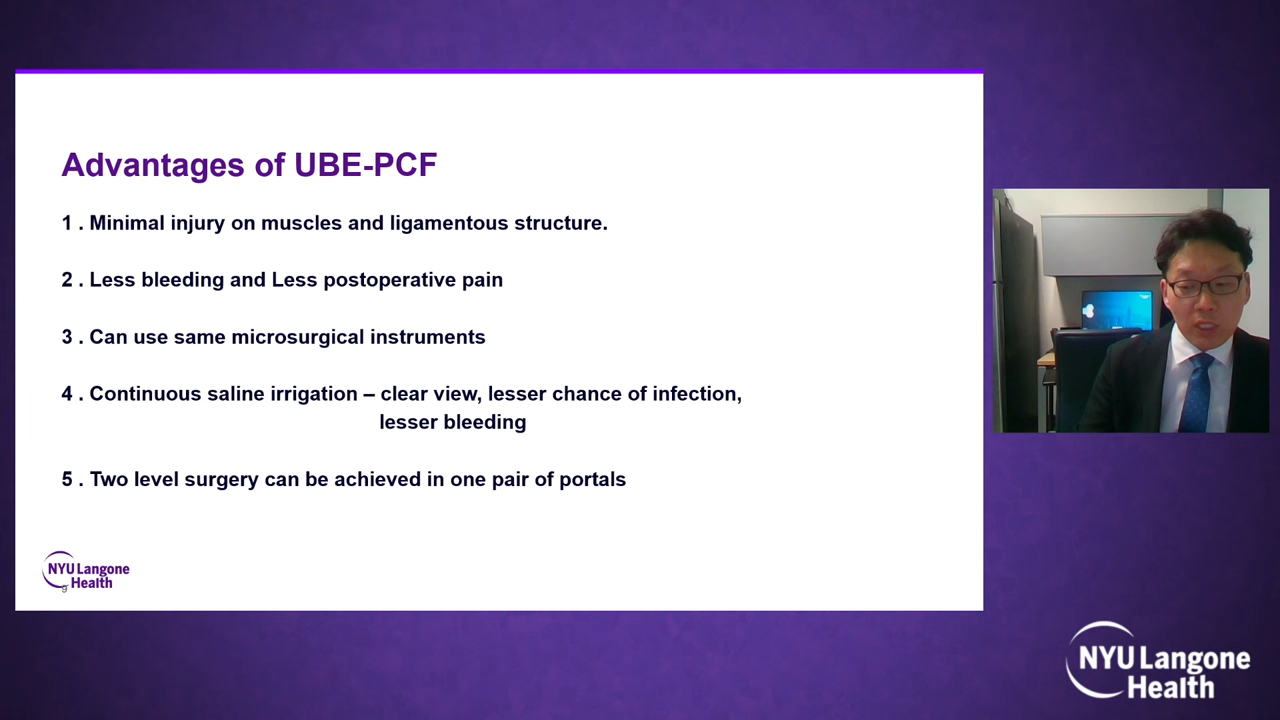 Advantages of UBE-PCF
1 . Minimal injury on muscles and ligamentous structure.
2 . Less bleeding and Less postoperative pain
3 . Can use same microsurgical instruments
4 . Continuous saline irrigation – clear view, lesser chance of infection,
lesser bleeding
5 . Two level surgery can be achieved in one pair of portals
NYU Langone
Health
9
NYU Langone
Health